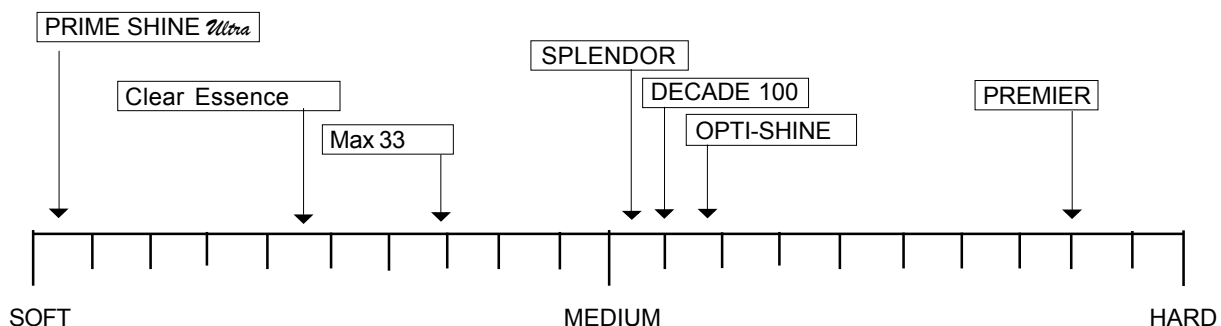 PRIME SHINE Ultra
SPLENDOR
Clear Essence
DECADE 100
PREMIER
Max 33
OPTI-SHINE
SOFT
MEDIUM
HARD